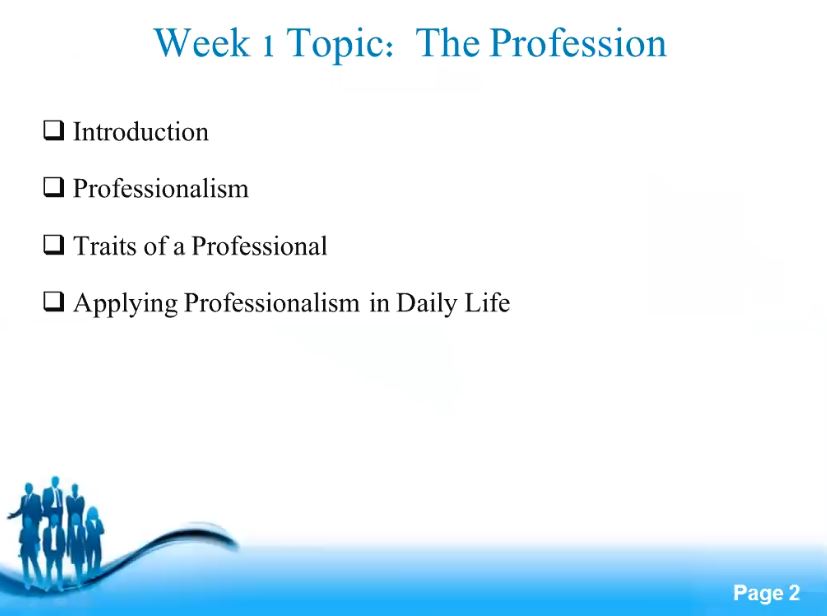 Week 1 Topic：The Profession
❑ Introduction
❑ Professionalism
❑ Traits of a Professional
❑ Applying Professionalism in Daily Life
Page 2